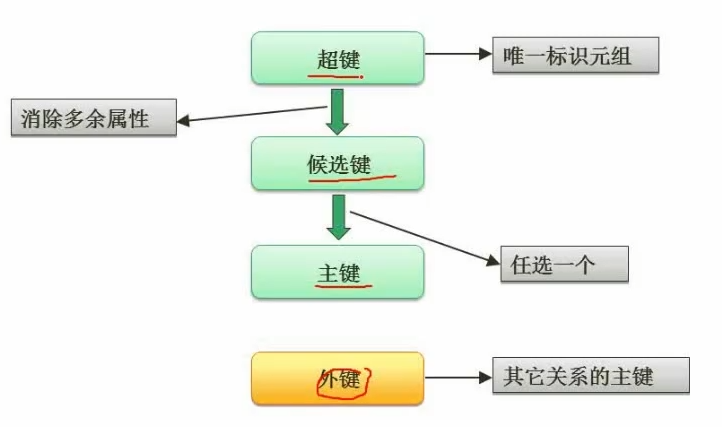 超键
唯一标识元组
消除多余属性
候选键
主键
任选一个
外键
其它关系的主键